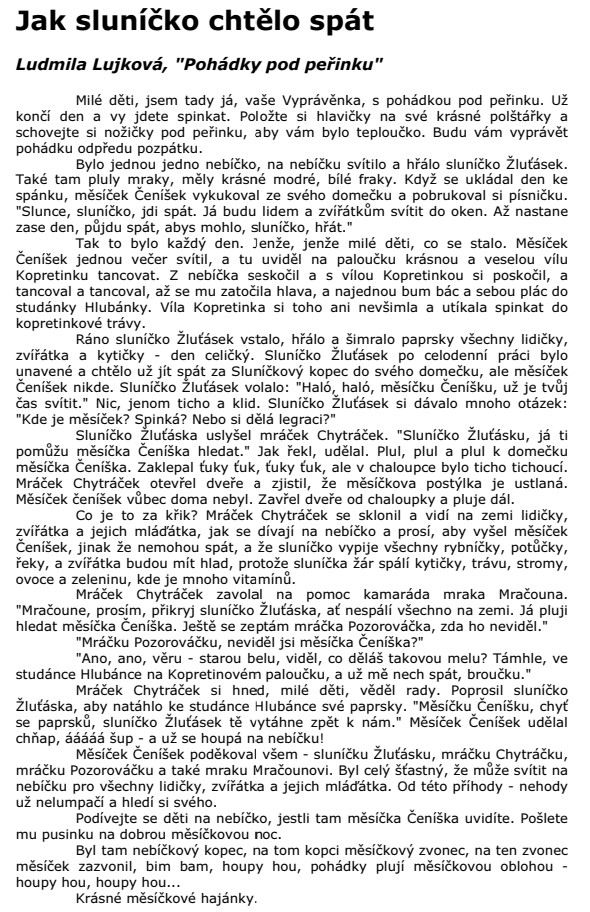 Jak sluníčko chtělo spát
Ludmila Lujková, "Pohádky pod peřinku"
Milé děti, jsem tady já, vaše Vyprávěnka, s pohádkou pod peřinku. Už
končí den a vy jdete spinkat. Položte si hlavičky na své krásné polštářky a
schovejte si nožičky pod peřinku, aby vám bylo teploučko. Budu vám vyprávět
pohádku odpředu pozpátku.
Bylo jednou jedno nebíčko, na nebíčku svítilo a hřálo sluníčko Žluťásek.
Také tam pluly mraky, měly krásné modré, bílé fraky. Když se ukládal den ke
spánku, měsíček Čeníšek vykukoval ze svého domečku a pobrukoval si písničku.
"Slunce, sluníčko, jdi spát. Já budu lidem a zvířátkům svítit do oken. Až nastane
zase den, půjdu spát, abys mohlo, sluníčko, hřát."
Tak to bylo každý den. Jenže, jenže milé děti, co se stalo. Měsíček
Čeníšek jednou večer svítil, a tu uviděl na paloučku krásnou a veselou vílu
Kopretinku tancovat. Z nebíčka seskočil a s vílou Kopretinkou si poskočil, a
tancoval a tancoval, až se mu zatočila hlava, a najednou bum bác a sebou plác do
studánky Hlubánky. Víla Kopretinka si toho ani nevšimla a utíkala spinkat do
kopretinkové trávy.
Ráno sluníčko Žluťásek vstalo, hřálo a šimralo paprsky všechny lidičky,
zvířátka a kytičky - den celičký. Sluníčko Žluťásek po celodenní práci bylo
unavené a chtělo už jít spát za Sluníčkový kopec do svého domečku, ale měsíček
Čeníšek nikde. Sluníčko Žluťásek volalo: "Haló, haló, měsíčku Čeníšku, už je tvůj
čas svítit." Nic, jenom ticho a klid. Sluníčko Žluťásek si dávalo mnoho otázek:
"Kde je měsíček? Spinká? Nebo si dělá legraci?"
Sluníčko Žluťáska uslyšel mráček Chytráček. "Sluníčko Žluťásku, já ti
pomůžu měsíčka Čeníška hledat." Jak řekl, udělal. Plul, plul a plul k domečku
měsíčka Čeníška. Zaklepal ťuky ťuk, ťuky ťuk, ale v chaloupce bylo ticho tichoucí.
Mráček Chytráček otevřel dveře a zjistil, že měsíčkova postýlka je ustlaná.
Měsíček čeníšek vůbec doma nebyl. Zavřel dveře od chaloupky a pluje dál.
Co je to za křik? Mráček Chytráček se sklonil a vidí na zemi lidičky,
zvířátka a jejich mláďátka, jak se dívají na nebíčko a prosí, aby vyšel měsíček
Čeníšek, jinak že nemohou spát, a že sluníčko vypije všechny rybníčky, potůčky,
řeky, a zvířátka budou mít hlad, protože sluníčka žár spálí kytičky, trávu, stromy,
ovoce a zeleninu, kde je mnoho vitamínů.
Mráček Chytráček zavolal na pomoc kamaráda mraka Mračouna.
"Mračoune, prosím, přikryj sluníčko Žluťáska, ať nespálí všechno na zemi. Já pluji
hledat měsíčka Čeníška. Ještě se zeptám mráčka Pozorováčka, zda ho neviděl."
"Mráčku Pozorováčku, neviděl jsi měsíčka Čeníška?"
"Ano, ano, věru - starou belu, viděl, co děláš takovou melu? Támhle, ve
studánce Hlubánce na Kopretinovém paloučku, a už mě nech spát, broučku."
Mráček Chytráček si hned, milé děti, věděl rady. Poprosil sluníčko
Žluťáska, aby natáhlo ke studánce Hlubánce své paprsky. "Měsíčku Čeníšku, chyť
se paprsků, sluníčko Žluťásek tě vytáhne zpět k nám." Měsíček Čeníšek udělal
chňap, ááááá šup - a už se houpá na nebíčku!
Měsíček Čeníšek poděkoval všem - sluníčku Žluťásku, mráčku Chytráčku,
mráčku Pozorováčku a také mraku Mračounovi. Byl celý šťastný, že může svítit na
nebíčku pro všechny lidičky, zvířátka a jejich mláďátka. Od této příhody - nehody
už nelumpačí a hledí si svého.
Podívejte se děti na nebíčko, jestli tam měsíčka Čeníška uvidíte. Pošlete
mu pusinku na dobrou měsíčkovou noc.
Byl tam nebíčkový kopec, na tom kopci měsíčkový zvonec, na ten zvonec
měsíček zazvonil, bim bam, houpy hou, pohádky plují měsíčkovou oblohou -
houpy hou, houpy hou...
Krásné měsíčkové hajánky.